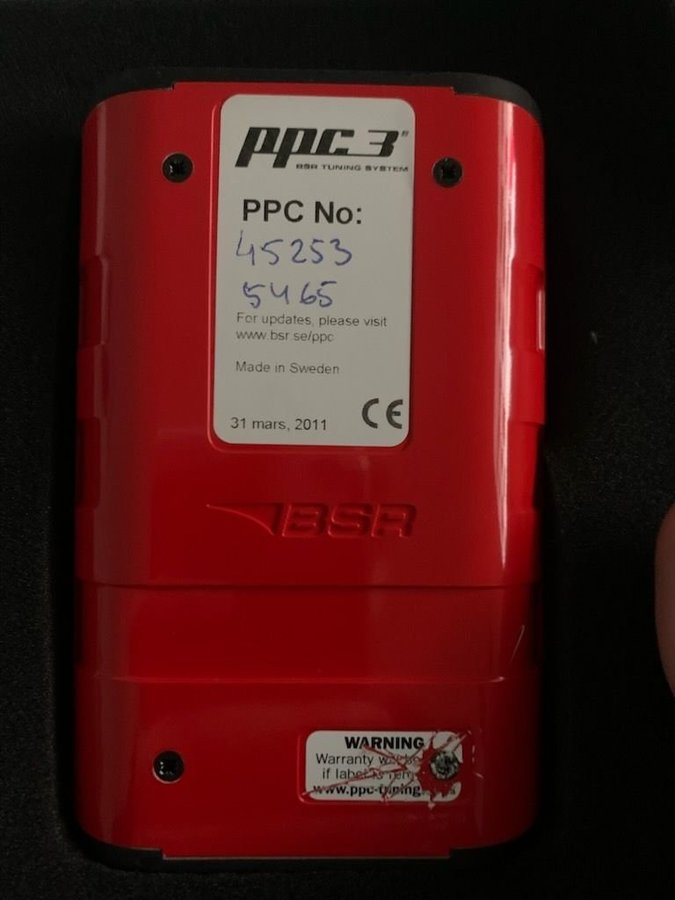 ppc3®
BSR TUNING SYSTEM
PPC No:
45253
5465
For updates, please visit
www.bsr.se/ppc
Made in Sweden
31 mars, 2011 CE
BSR
WARNING
Warranty
if label is
www.ppc-tuning.